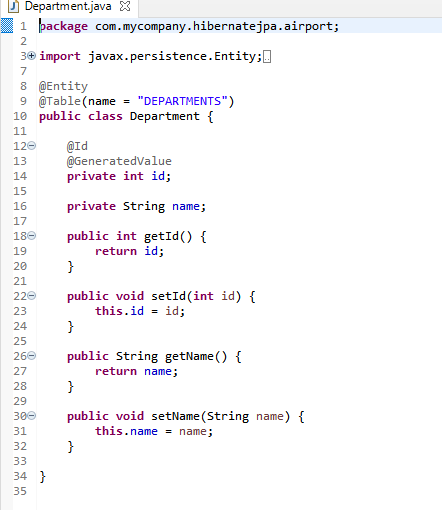 Department.java
1 package com.mycompany.hibernatejpa.airport;
2
3 import javax.persistence.Entity;
7
8 @Entity
9 @Table(name = "DEPARTMENTS")
10 public class Department {
11
12 @Id
13 @GeneratedValue
14 private int id;
15
16 private String name;
17
18 public int getId() {
19 return id;
20 }
21
22 public void setId(int id) {
23 this.id = id;
24 }
25
26 public String getName() {
27 return name;
28 }
29
30 public void setName(String name) {
31 this.name = name;
32 }
33
34 }
35